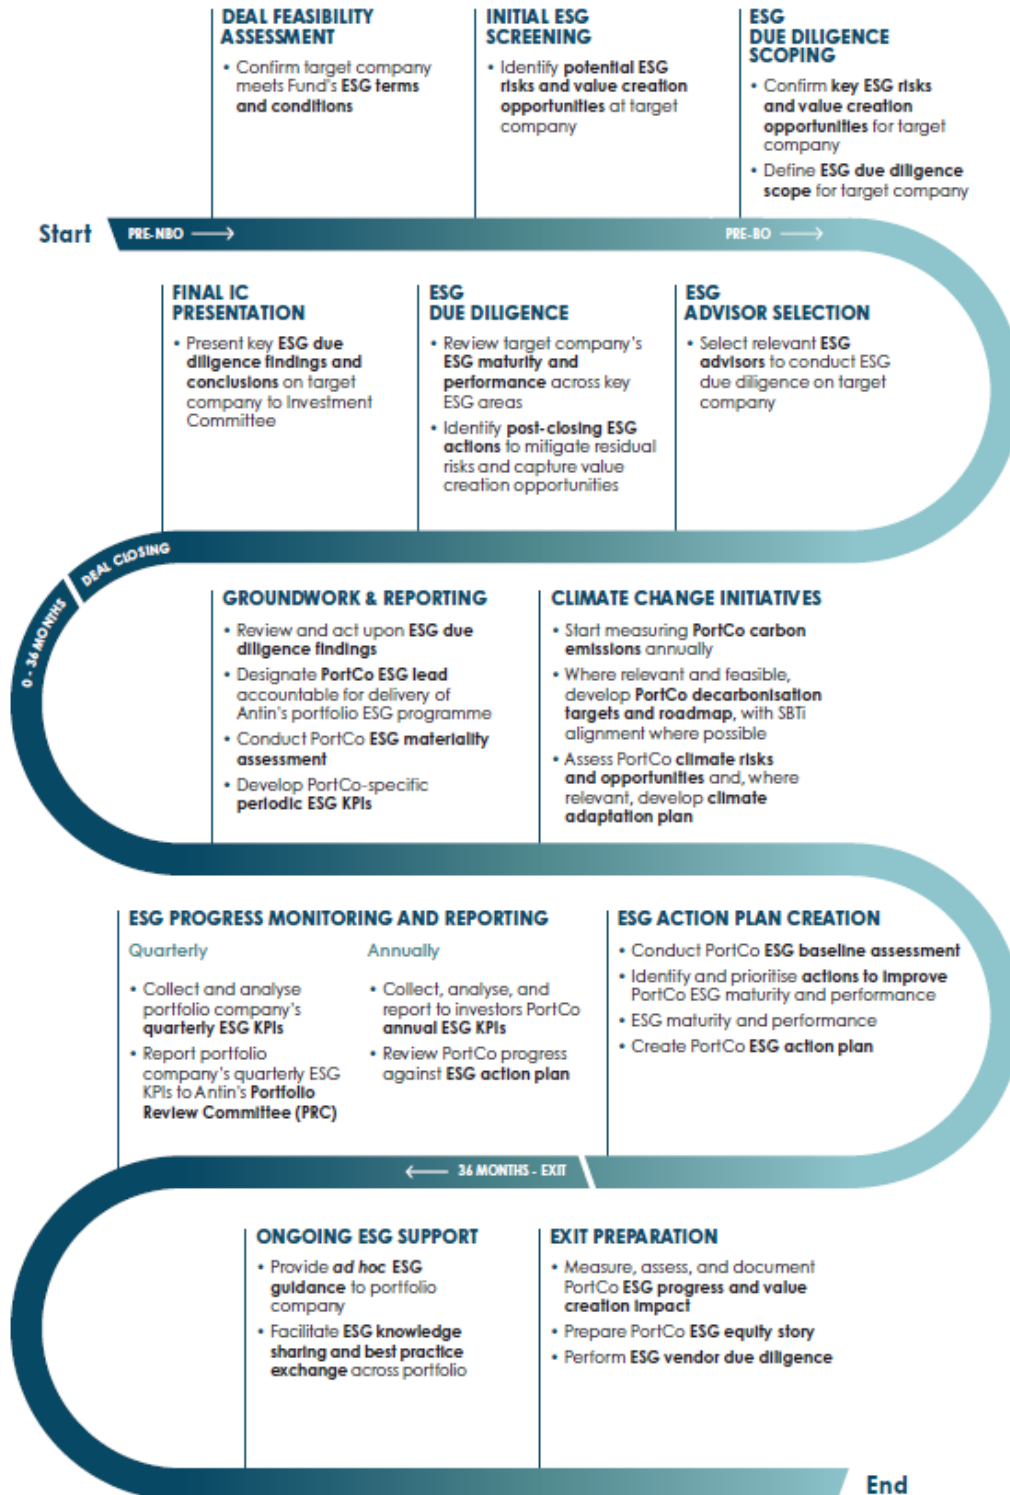 DEAL FEASIBILITY
ASSESSMENT
• Confirm target company
meets Fund's ESG terms
and conditions
INITIAL ESG
SCREENING
• Identify potential ESG
risks and value creation
opportunities at target
company
ESG
DUE DILIGENCE
SCOPING
• Confirm key ESG risks
and value creation
opportunities for target
company
• Define ESG due diligence
scope for target company
Start
PRE-NBO →
PRE-BO →
FINAL IC
PRESENTATION
• Present key ESG due
diligence findings and
conclusions on target
company to Investment
Committee
ESG
DUE DILIGENCE
• Review target company's
ESG maturity and
performance across key
ESG areas
• Identify post-closing ESG
actions to mitigate residual
risks and capture value
creation opportunities
ESG
ADVISOR SELECTION
• Select relevant ESG
advisors to conduct ESG
due diligence on target
company
DEAL CLOSING
0 - 36 MONTHS
GROUNDWORK & REPORTING
• Review and act upon ESG due
diligence findings
• Designate PortCo ESG lead
accountable for delivery of
Antin's portfolio ESG programme
• Conduct PortCo ESG materiality
assessment
• Develop PortCo-specific
periodic ESG KPIs
CLIMATE CHANGE INITIATIVES
• Start measuring PortCo carbon
emissions annually
• Where relevant and feasible,
develop PortCo decarbonisation
targets and roadmap, with SBTi
alignment where possible
• Assess PortCo climate risks
and opportunities and, where
relevant, develop climate
adaptation plan
ESG PROGRESS MONITORING AND REPORTING
Quarterly
• Collect and analyse
portfolio company's
quarterly ESG KPIs
• Report portfolio
company's quarterly ESG
KPIs to Antin's Portfolio
Review Committee (PRC)
Annually
• Collect, analyse, and
report to investors PortCo
annual ESG KPIs
• Review PortCo progress
against ESG action plan
ESG ACTION PLAN CREATION
• Conduct PortCo ESG baseline assessment
• Identify and prioritise actions to improve
PortCo ESG maturity and performance
• ESG maturity and performance
• Create PortCo ESG action plan
← 36 MONTHS - EXIT
ONGOING ESG SUPPORT
• Provide ad hoc ESG
guidance to portfolio
company
• Facilitate ESG knowledge
sharing and best practice
exchange across portfolio
EXIT PREPARATION
• Measure, assess, and document
PortCo ESG progress and value
creation impact
• Prepare PortCo ESG equity story
• Perform ESG vendor due diligence
End